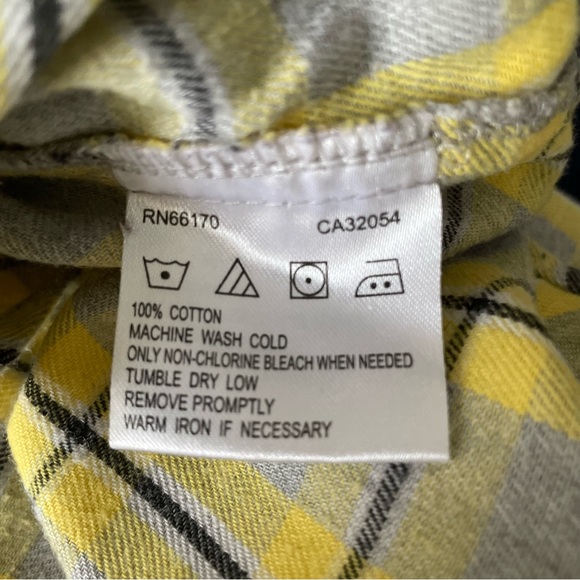 RN66170 CA32054
100% COTTON
MACHINE WASH COLD
ONLY NON-CHLORINE BLEACH WHEN NEEDED
TUMBLE DRY LOW
REMOVE PROMPTLY
WARM IRON IF NECESSARY